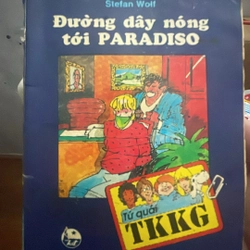 Stefan Wolf
Đường dây nóng
tới PARADISO
Tứ quái
TKKG